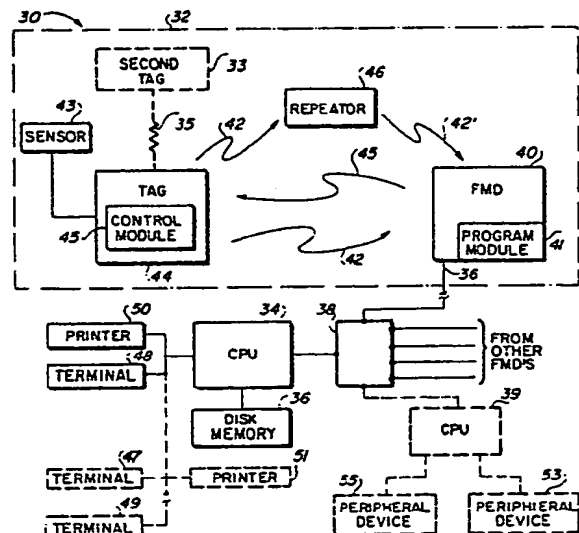 30
32
SECOND
TAG
33
43
SENSOR
35
42
46
REPEATOR
42'
45
40
TAG
CONTROL
MODULE
45
44
42
FMD
PROGRAM
MODULE
41
36
50
PRINTER
48
TERMINAL
34
CPU
38
FROM
OTHER
FMD'S
36
DISK
MEMORY
39
CPU
47
TERMINAL
51
PRINTER
49
TERMINAL
55
PERIPHERAL
DEVICE
53
PERIPHIERAL
DEVICE